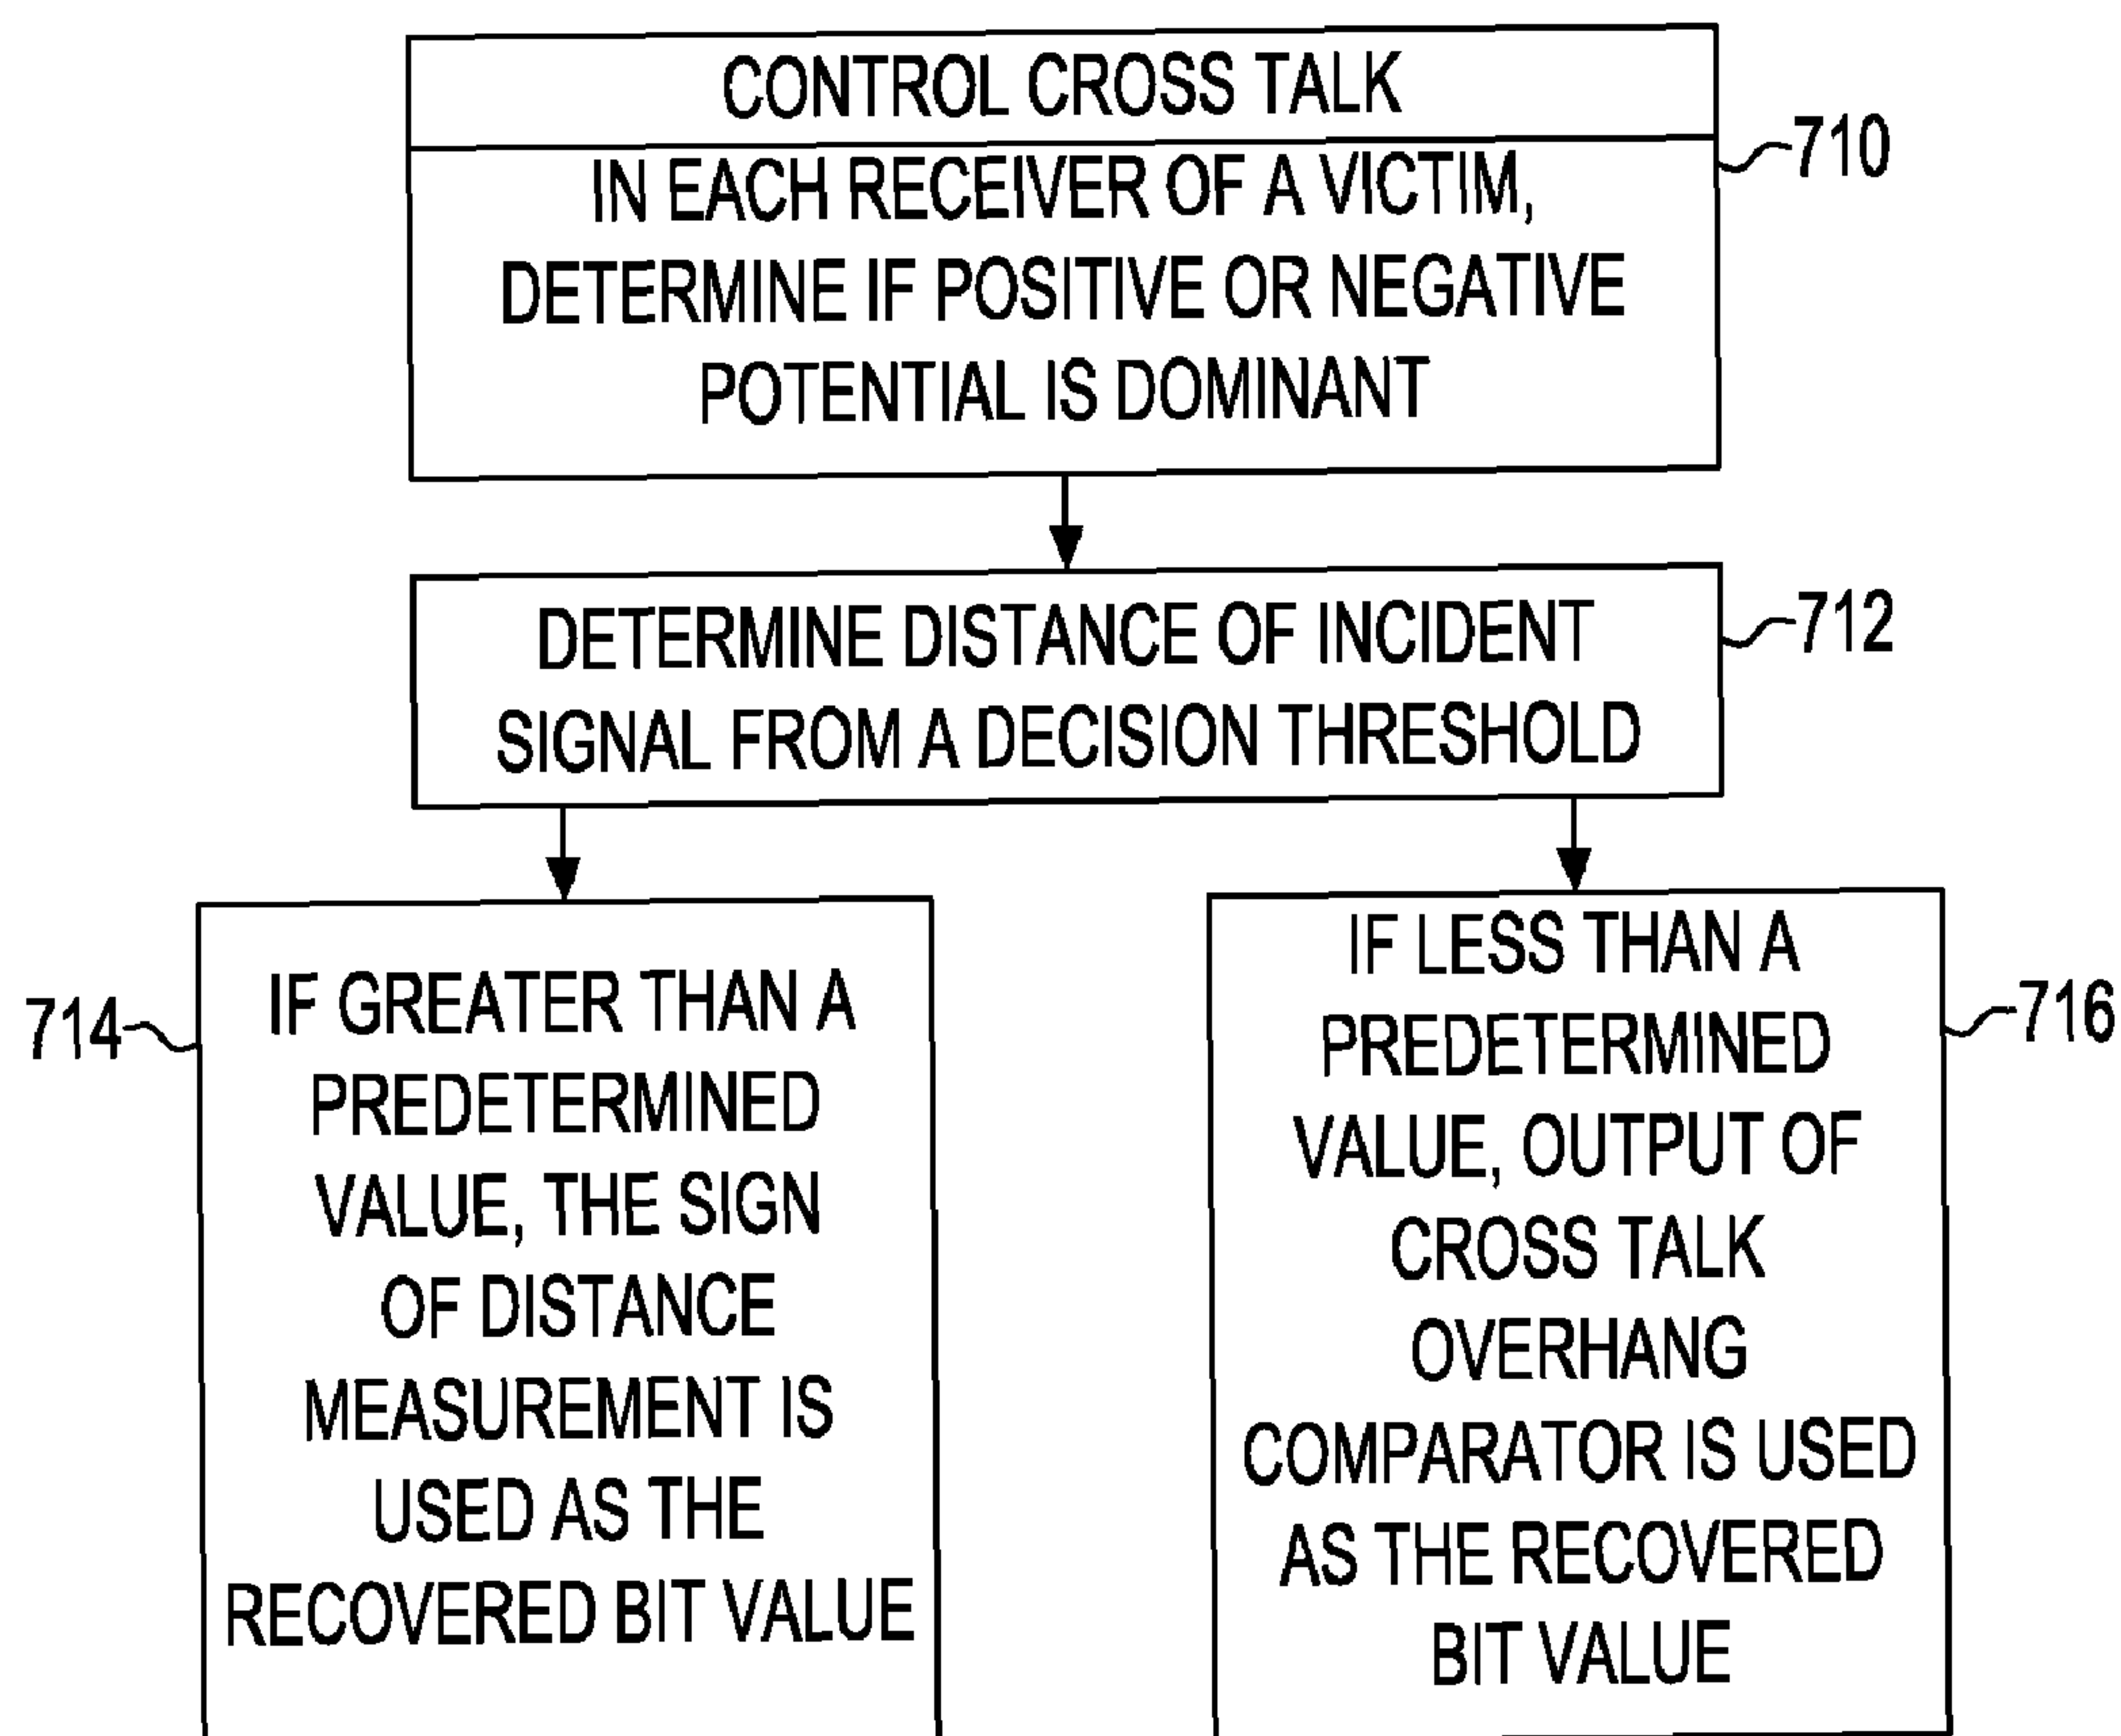 CONTROL CROSS TALK
IN EACH RECEIVER OF A VICTIM,
DETERMINE IF POSITIVE OR NEGATIVE
POTENTIAL IS DOMINANT
710
DETERMINE DISTANCE OF INCIDENT
SIGNAL FROM A DECISION THRESHOLD
712
714
IF GREATER THAN A
PREDETERMINED
VALUE, THE SIGN
OF DISTANCE
MEASUREMENT IS
USED AS THE
RECOVERED BIT VALUE
IF LESS THAN A
PREDETERMINED
VALUE, OUTPUT OF
CROSS TALK
OVERHANG
COMPARATOR IS USED
AS THE RECOVERED
BIT VALUE
716